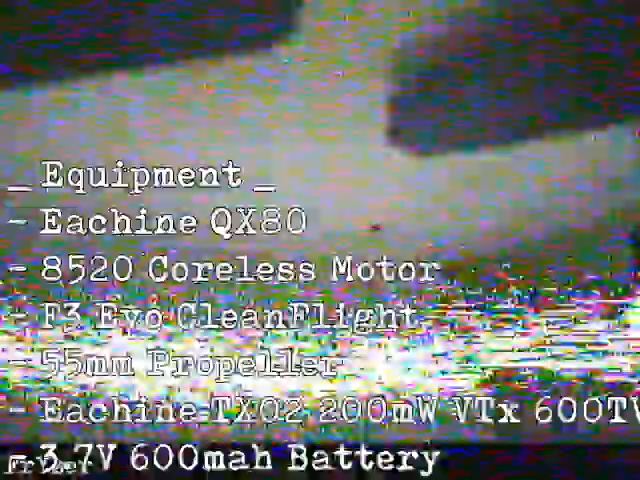 _ Equipment _
- Eachine QX80
- 8520 Coreless Motor
- F3 Evo CleanFlight
- 55mm Propeller
- Eachine TX02 200mW VTx 600TV
- 3.7V 600mah Battery